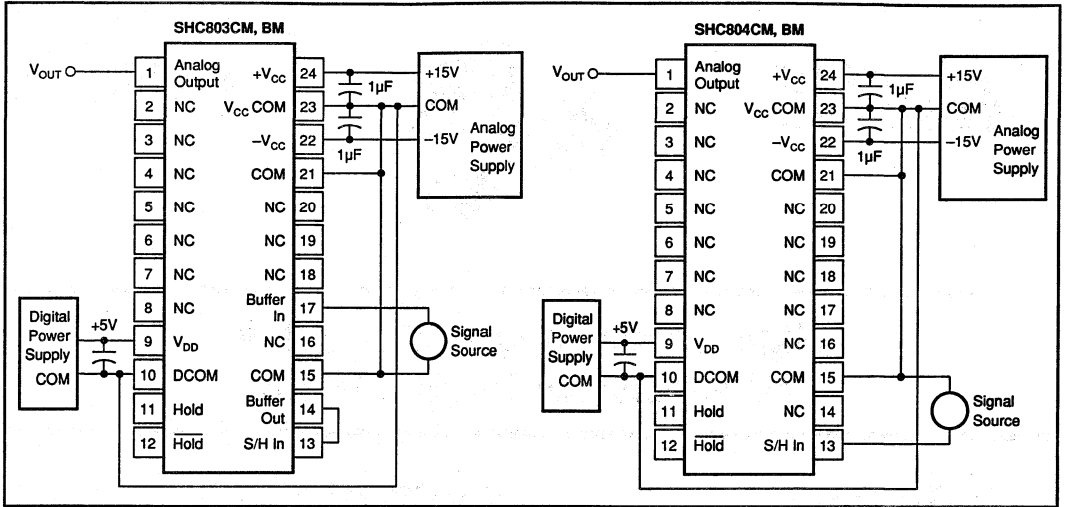 SHC803CM, BM
V_OUT
1 Analog Output +V_CC 24
2 NC V_CC COM 23
3 NC –V_CC 22
4 NC COM 21
5 NC NC 20
6 NC NC 19
7 NC NC 18
8 NC Buffer In 17
9 V_DD NC 16
10 DCOM COM 15
11 Hold Buffer Out 14
12 H̅o̅l̅d̅ S/H In 13
1µF
1µF
+15V
COM
–15V
Analog
Power
Supply
Digital
Power
Supply
COM
+5V
Signal
Source
SHC804CM, BM
V_OUT
1 Analog Output +V_CC 24
2 NC V_CC COM 23
3 NC –V_CC 22
4 NC COM 21
5 NC NC 20
6 NC NC 19
7 NC NC 18
8 NC NC 17
9 V_DD NC 16
10 DCOM COM 15
11 Hold NC 14
12 H̅o̅l̅d̅ S/H In 13
1µF
1µF
+15V
COM
–15V
Analog
Power
Supply
Digital
Power
Supply
COM
+5V
Signal
Source